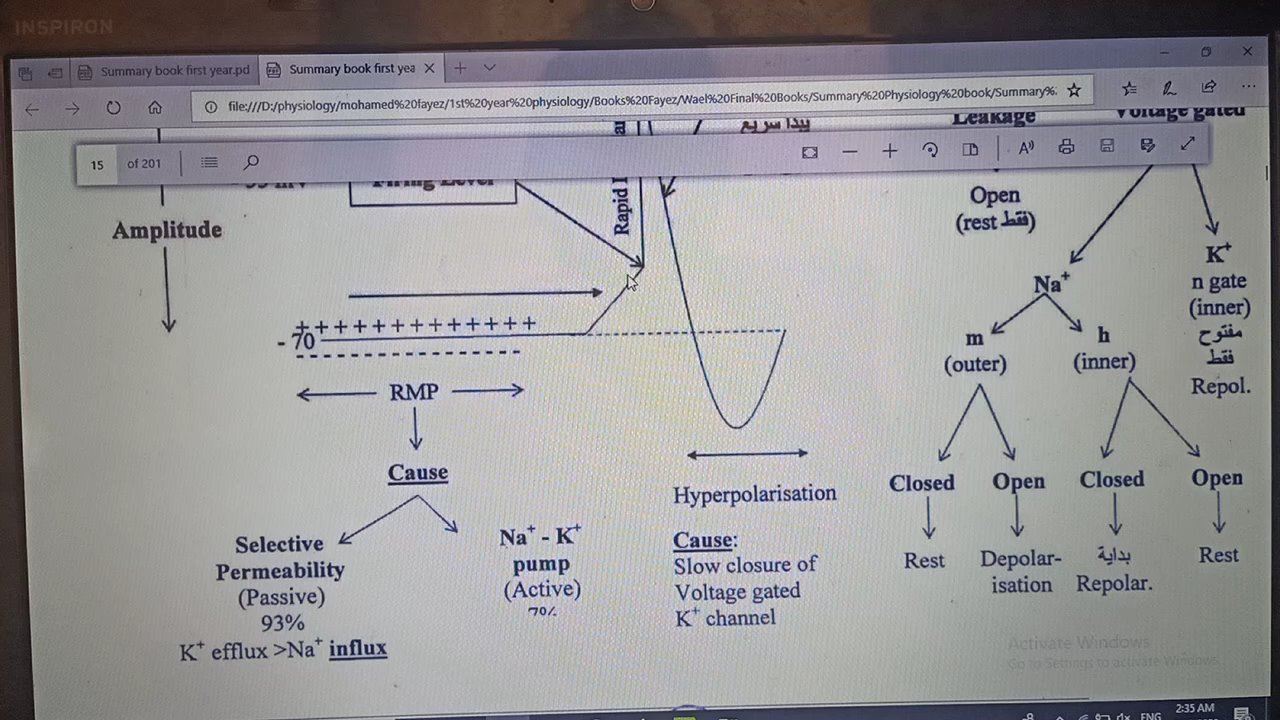 INSPIRON
Summary book first year.pd
Summary book first yea
file:///D:/physiology/mohamed%20fayez/1st%20year%20physiology/Books%20Fayez/Wael%20Final%20Books/Summary%20Physiology%20book/Summary%:
15 of 201
Leakage
Voltage gated
يبدا سريع
Firing Level
Rapid
Amplitude
Open
(rest فقط)
Na+
K+
n gate
(inner)
مفتوح
فقط
Repol.
m
(outer)
h
(inner)
+++++++++++++
- 70
RMP
Cause
Closed
Open
Closed
Open
Rest
Depolar-
isation
بداية
Repolar.
Rest
Hyperpolarisation
Cause:
Slow closure of
Voltage gated
K+ channel
Selective
Permeability
(Passive)
93%
K+ efflux >Na+ influx
Na+ - K+
pump
(Active)
Activate Windows
Go to Settings to activate Windows.
2:35 AM
ENG